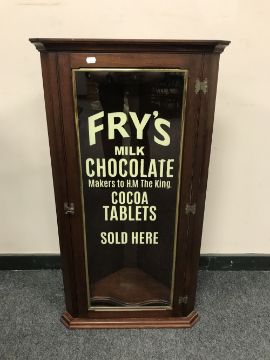 FRY'S
MILK
CHOCOLATE
Makers to H.M The King.
COCOA
TABLETS
SOLD HERE